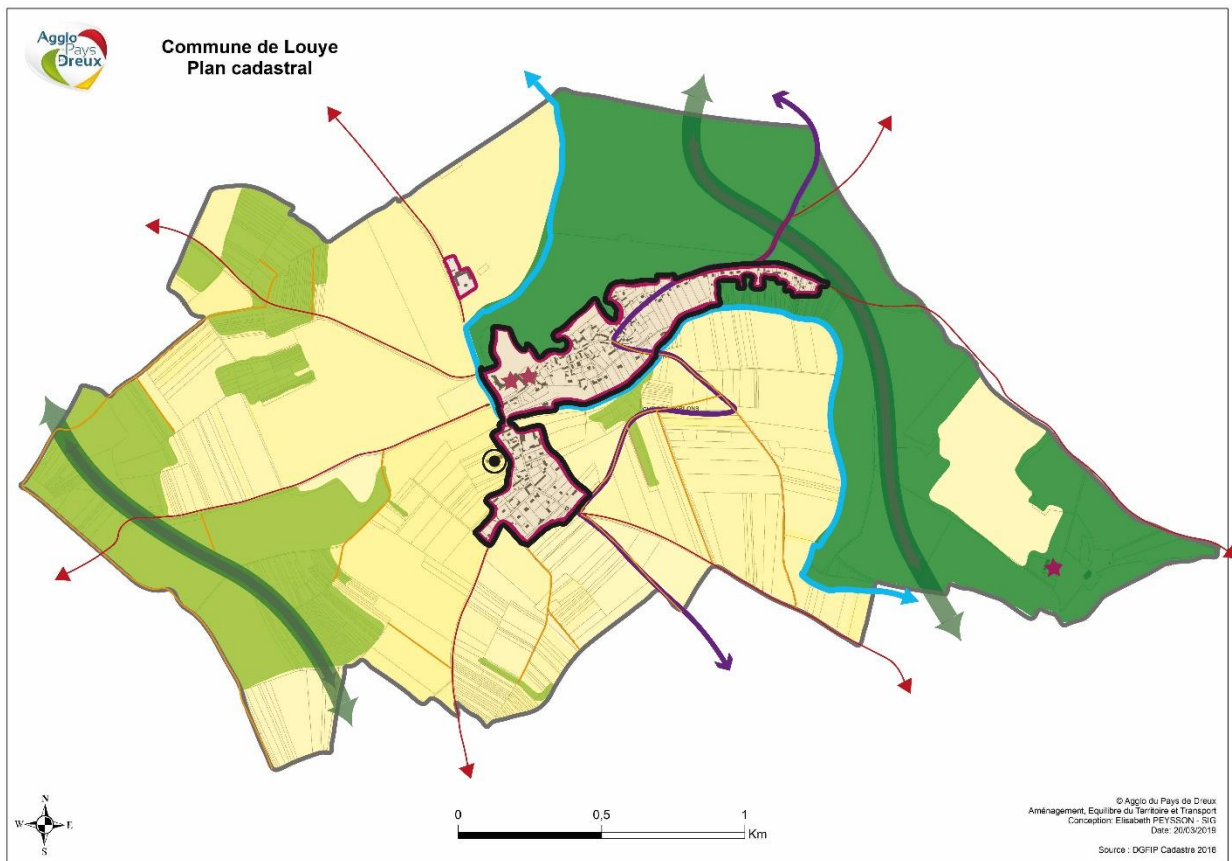 Agglo
Pays
Dreux
Commune de Louye
Plan cadastral
N
W
E
S
0
0,5
1
Km
© Agglo du Pays de Dreux
Aménagement, Equilibre du Territoire et Transport
Conception: Elisabeth PEYSSON - SIG
Date: 20/03/2019
Source : DGFIP Cadastre 2016